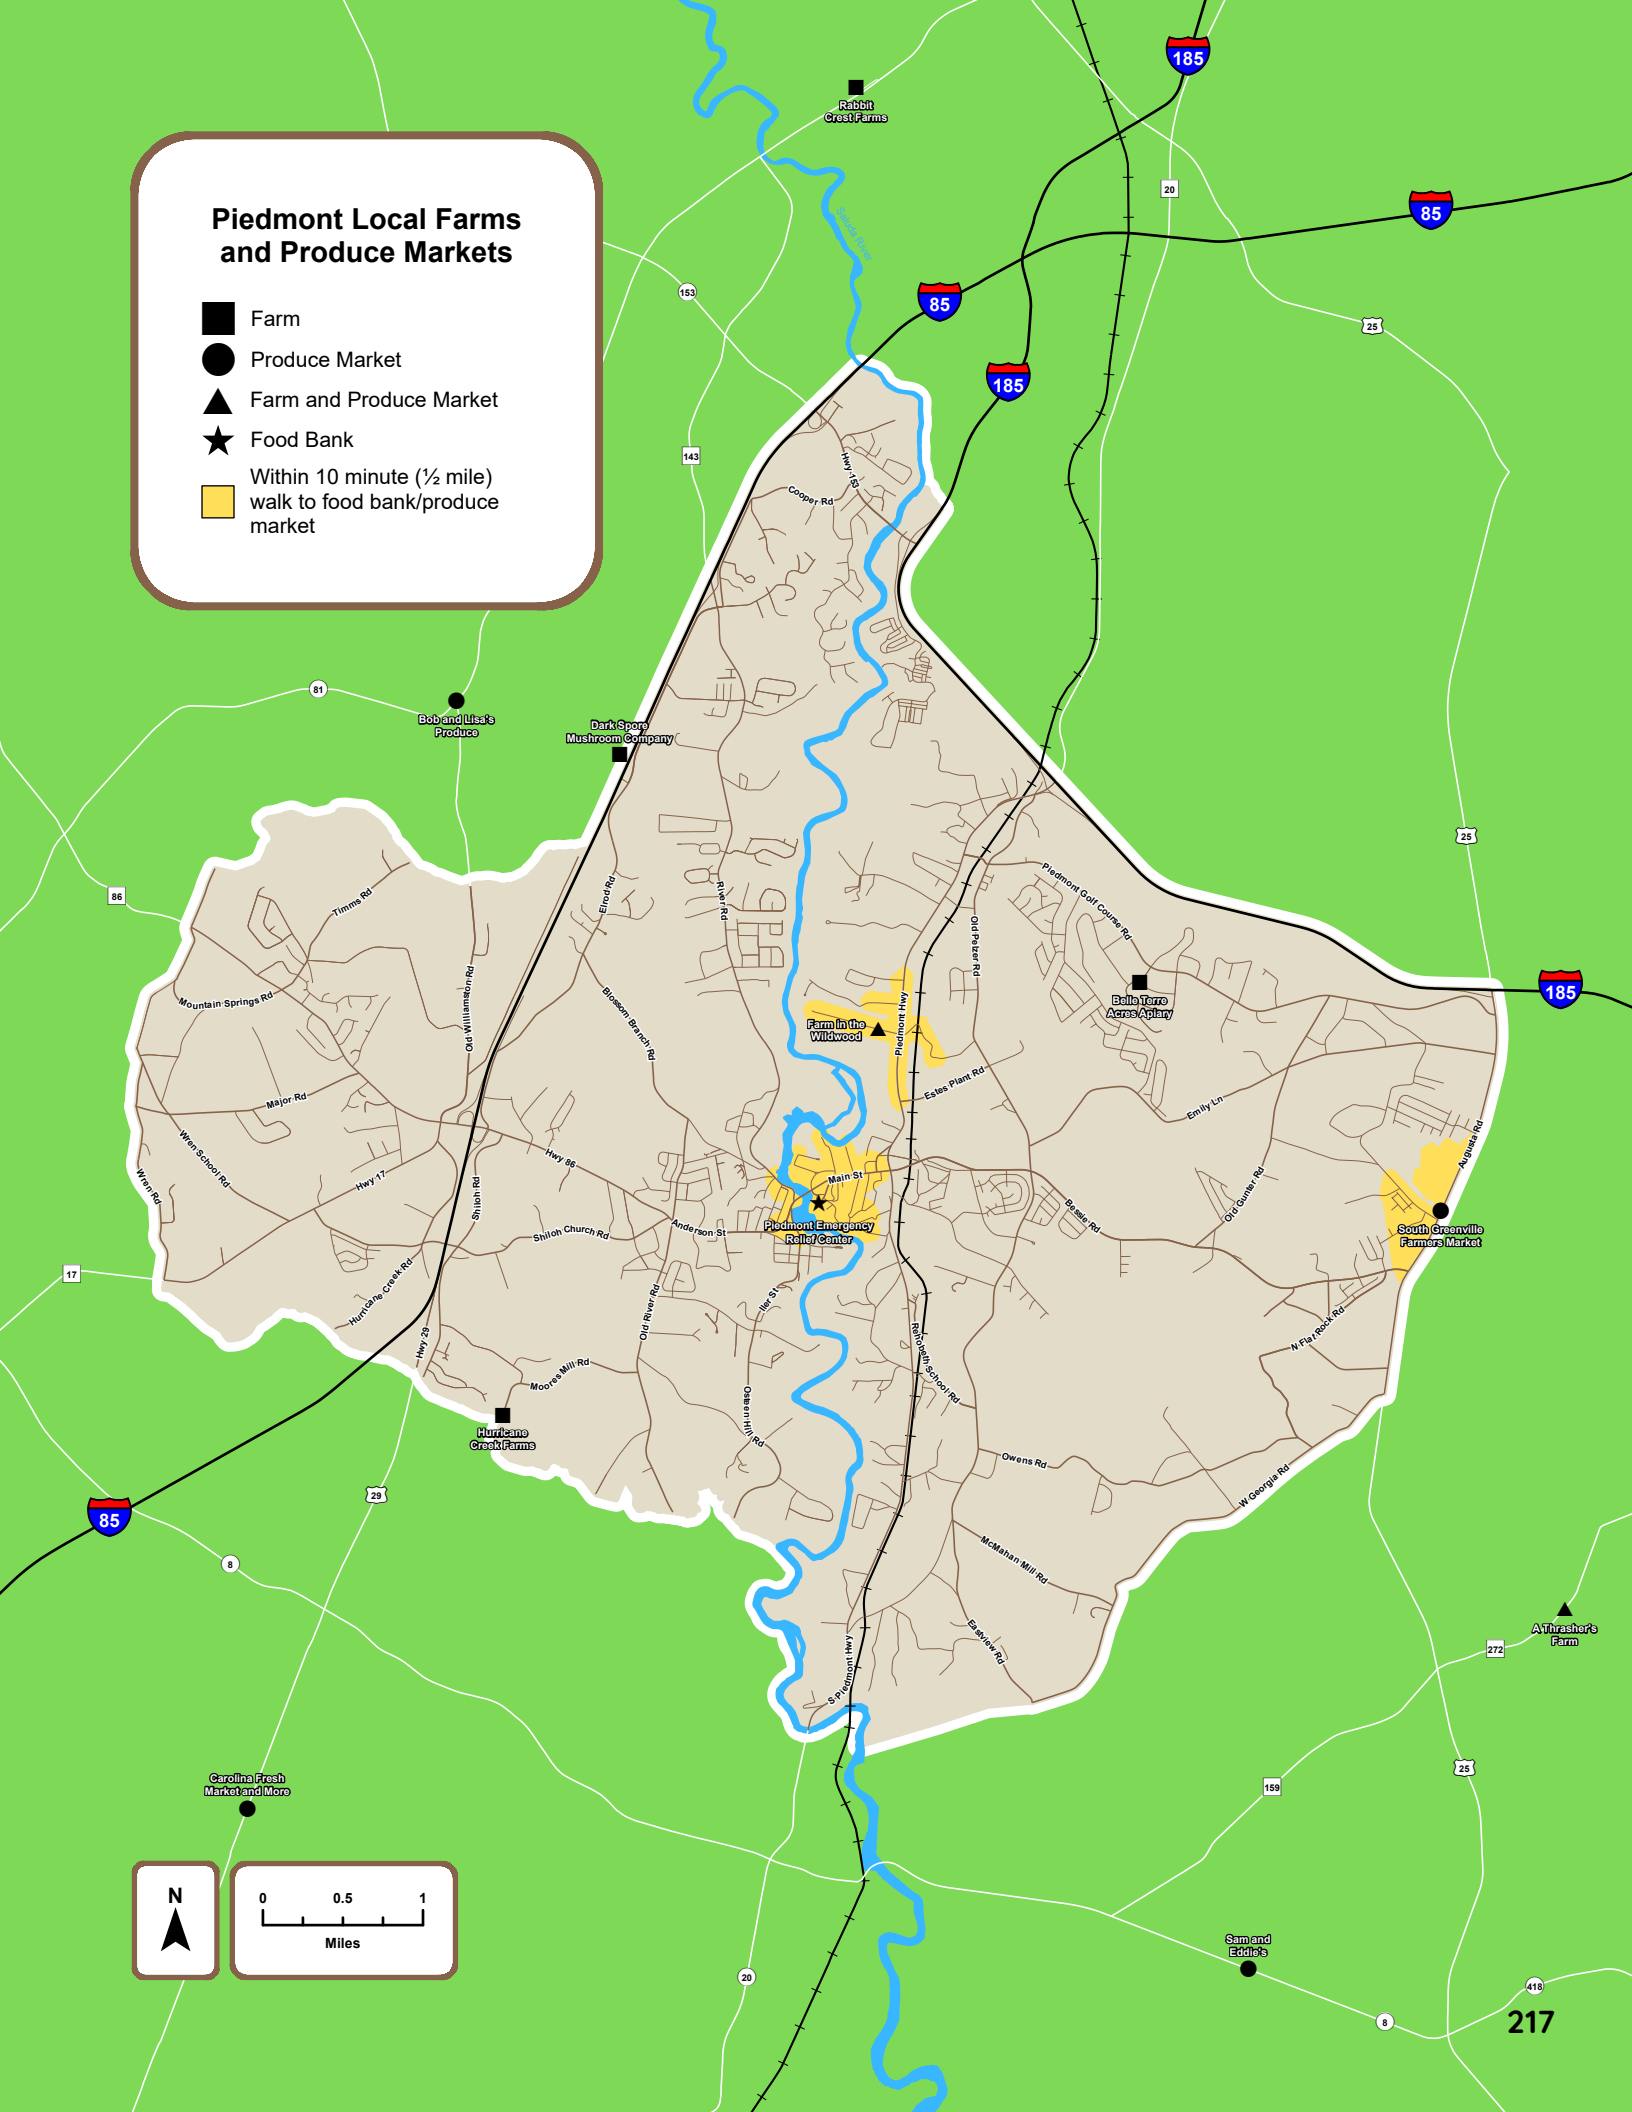 185
Rabbit
Crest Farms
20
85
Saluda River
Piedmont Local Farms
and Produce Markets
Farm
Produce Market
Farm and Produce Market
Food Bank
Within 10 minute (½ mile)
walk to food bank/produce
market
153
85
25
185
143
Hwy 153
Cooper Rd
81
Bob and Lisa's
Produce
Dark Spore
Mushroom Company
25
86
Timms Rd
Elrod Rd
River Rd
Piedmont Golf Course Rd
Old Pelzer Rd
Mountain Springs Rd
Old Williamston Rd
Blossom Branch Rd
Belle Terre
Acres Apiary
185
Farm in the
Wildwood
Piedmont Hwy
Estes Plant Rd
Major Rd
Emily Ln
Wren School Rd
Wren Rd
Hwy 17
Hwy 86
Shiloh Rd
Main St
Augusta Rd
Old Gunter Rd
Bessie Rd
Shiloh Church Rd
Anderson St
Piedmont Emergency
Relief Center
South Greenville
Farmers Market
17
Hurricane Creek Rd
Old River Rd
Iler St
Hwy 29
Rehobeth School Rd
N Flat Rock Rd
Moores Mill Rd
Osteen Hill Rd
Hurricane
Creek Farms
Owens Rd
W Georgia Rd
29
85
8
McMahan Mill Rd
Eastview Rd
S Piedmont Hwy
A Thrasher's
Farm
272
25
159
Carolina Fresh
Market and More
N
0 0.5 1
Miles
Sam and
Eddie's
20
418
8
217